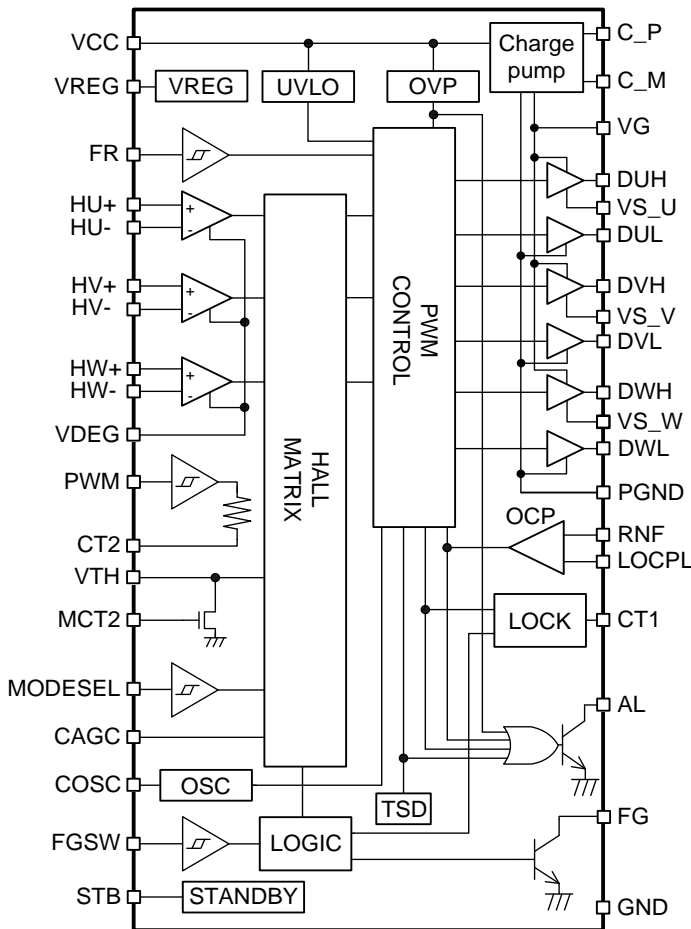 VCC
VREG
FR
HU+
HU-
HV+
HV-
HW+
HW-
VDEG
PWM
CT2
VTH
MCT2
MODESEL
CAGC
COSC
FGSW
STB
VREG
UVLO
OVP
Charge
pump
+
-
+
-
+
-
HALL
MATRIX
PWM
CONTROL
OCP
LOCK
OSC
TSD
LOGIC
STANDBY
C_P
C_M
VG
DUH
VS_U
DUL
DVH
VS_V
DVL
DWH
VS_W
DWL
PGND
RNF
LOCPL
CT1
AL
FG
GND